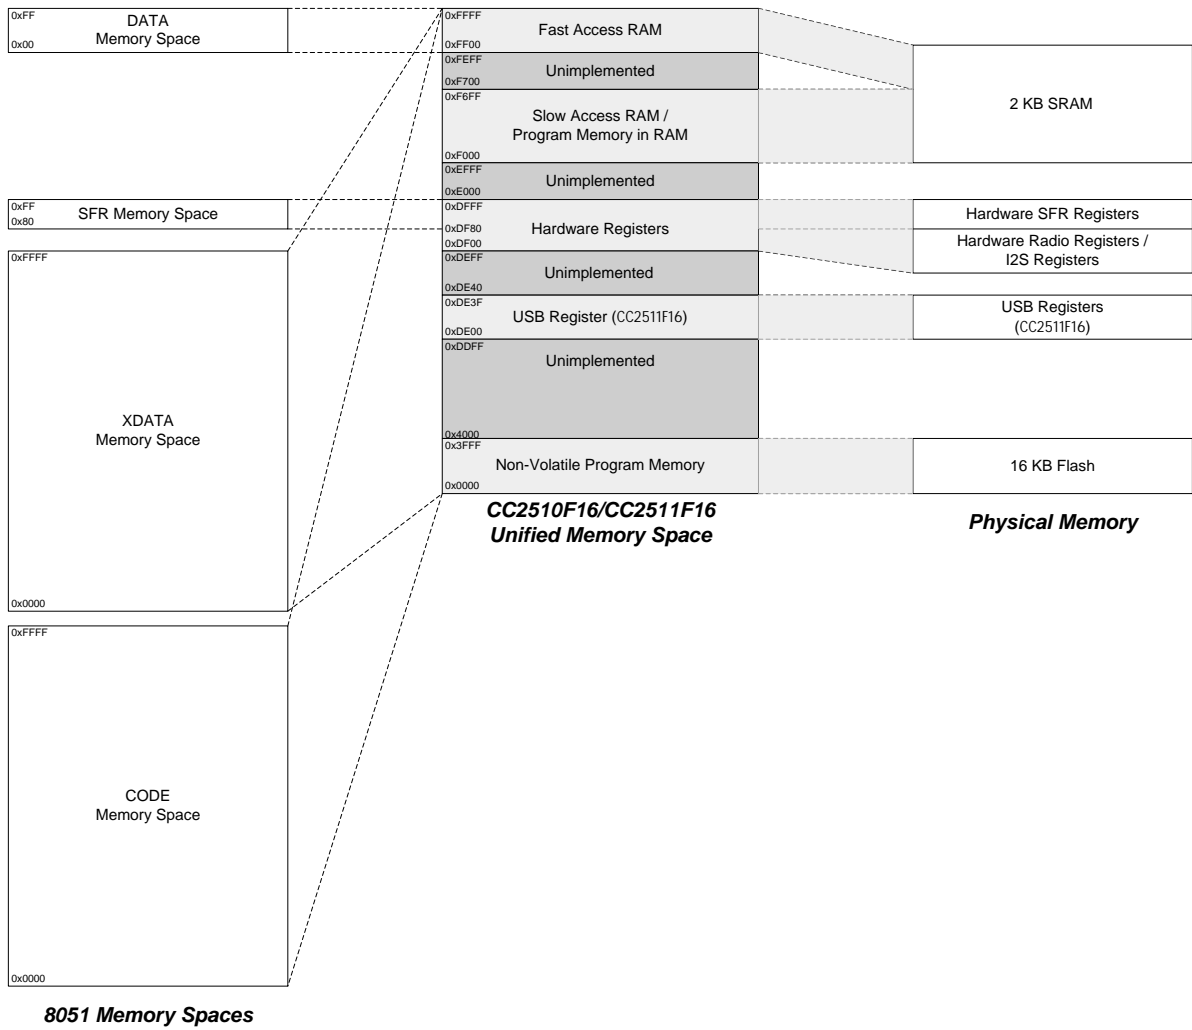 0xFF
DATA
Memory Space
0x00
0xFF
SFR Memory Space
0x80
0xFFFF
XDATA
Memory Space
0x0000
0xFFFF
CODE
Memory Space
0x0000
8051 Memory Spaces
0xFFFF
Fast Access RAM
0xFF00
0xFEFF
Unimplemented
0xF700
0xF6FF
Slow Access RAM /
Program Memory in RAM
0xF000
0xEFFF
Unimplemented
0xE000
0xDFFF
Hardware Registers
0xDF80
0xDF00
0xDEFF
Unimplemented
0xDE40
0xDE3F
USB Register (CC2511F16)
0xDE00
0xDDFF
Unimplemented
0x4000
0x3FFF
Non-Volatile Program Memory
0x0000
CC2510F16/CC2511F16
Unified Memory Space
2 KB SRAM
Hardware SFR Registers
Hardware Radio Registers /
I2S Registers
USB Registers
(CC2511F16)
16 KB Flash
Physical Memory